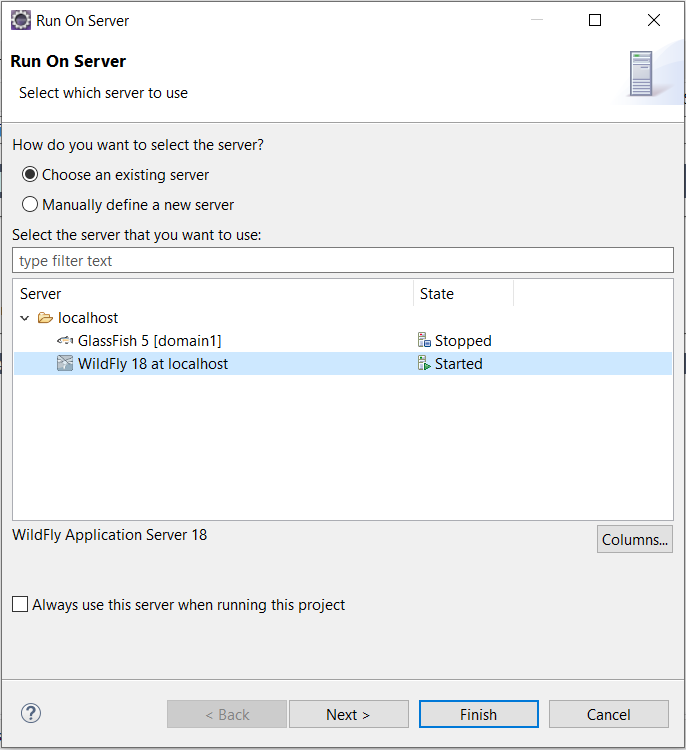 Run On Server
Run On Server
Select which server to use
How do you want to select the server?
Choose an existing server
Manually define a new server
Select the server that you want to use:
type filter text
Server State
localhost
GlassFish 5 [domain1] Stopped
WildFly 18 at localhost Started
WildFly Application Server 18
Columns...
Always use this server when running this project
? < Back Next > Finish Cancel